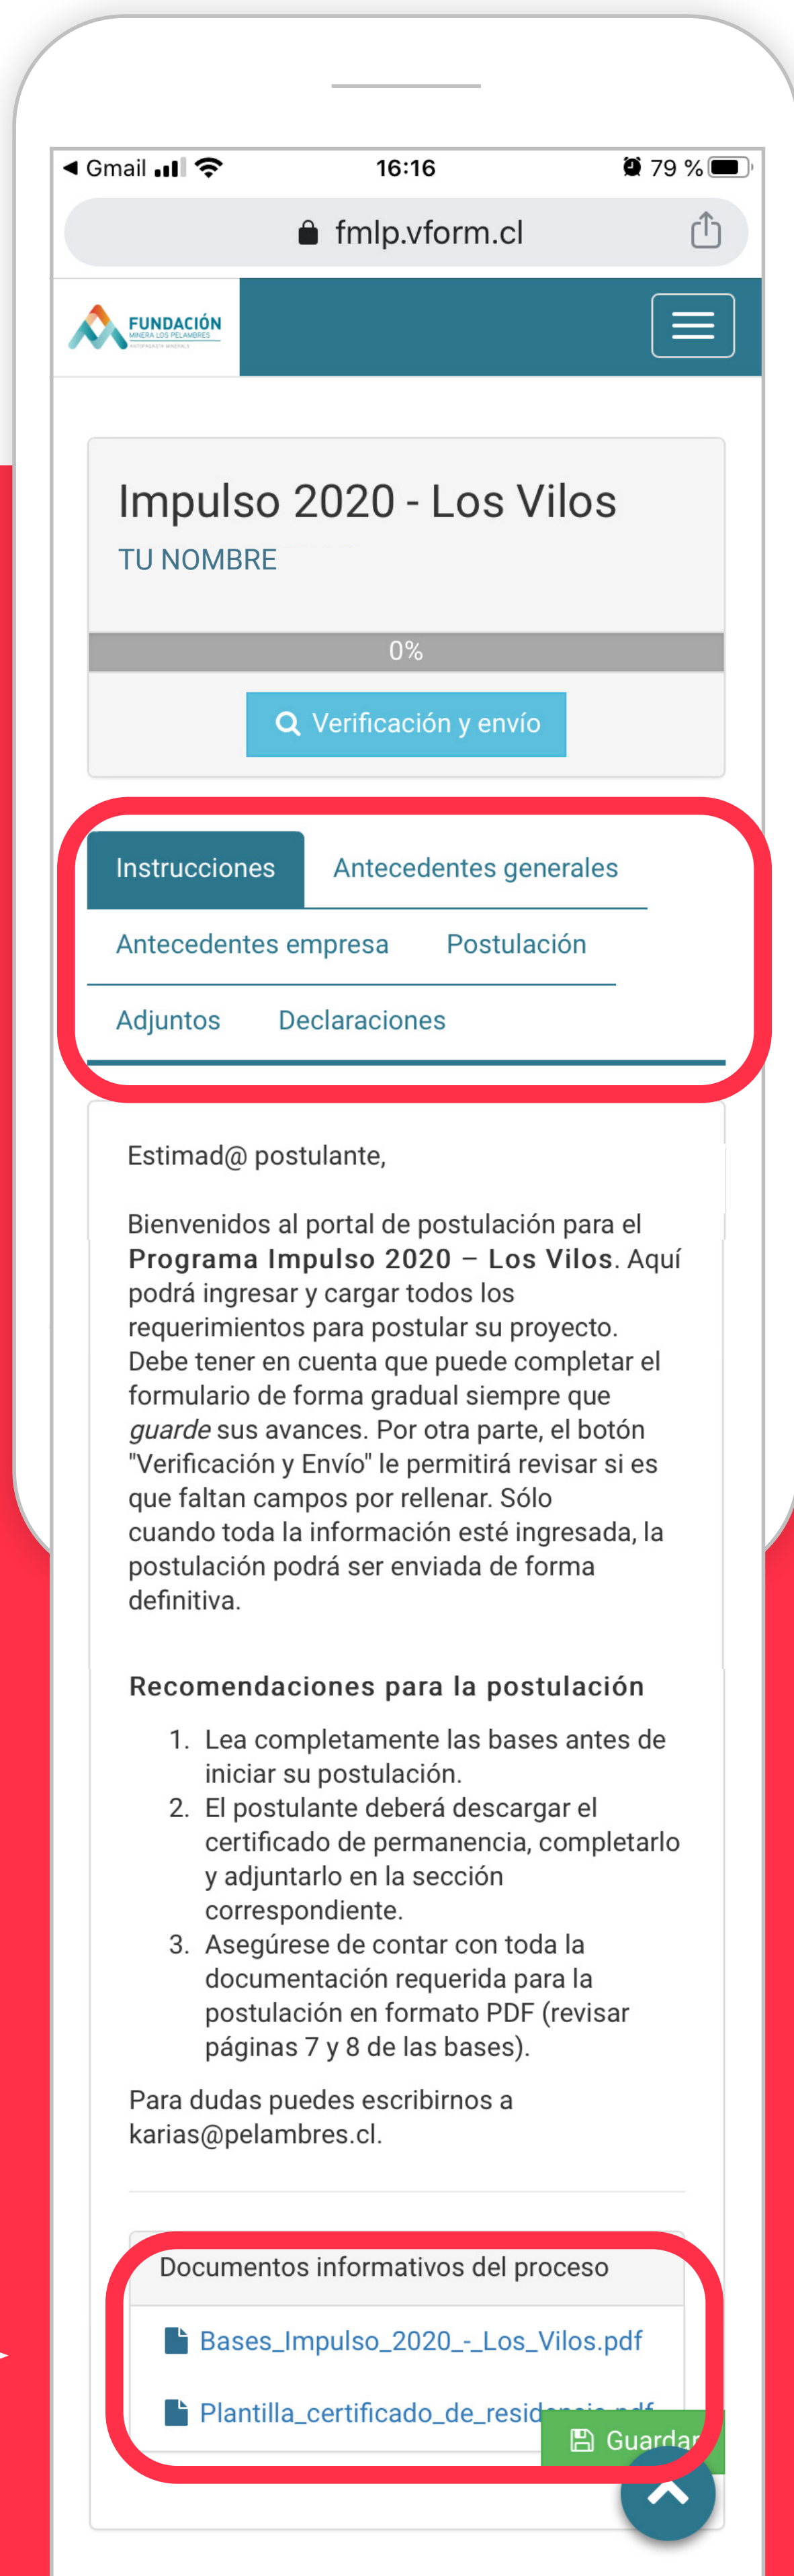 Gmail
16:16
79 %
fmlp.vform.cl
FUNDACIÓN
MINERA LOS PELAMBRES
ANTOFAGASTA MINERALS
Impulso 2020 - Los Vilos
TU NOMBRE
0%
Verificación y envío
Instrucciones Antecedentes generales
Antecedentes empresa Postulación
Adjuntos Declaraciones
Estimad@ postulante,
Bienvenidos al portal de postulación para el
Programa Impulso 2020 – Los Vilos. Aquí
podrá ingresar y cargar todos los
requerimientos para postular su proyecto.
Debe tener en cuenta que puede completar el
formulario de forma gradual siempre que
guarde sus avances. Por otra parte, el botón
"Verificación y Envío" le permitirá revisar si es
que faltan campos por rellenar. Sólo
cuando toda la información esté ingresada, la
postulación podrá ser enviada de forma
definitiva.
Recomendaciones para la postulación
1. Lea completamente las bases antes de
iniciar su postulación.
2. El postulante deberá descargar el
certificado de permanencia, completarlo
y adjuntarlo en la sección
correspondiente.
3. Asegúrese de contar con toda la
documentación requerida para la
postulación en formato PDF (revisar
páginas 7 y 8 de las bases).
Para dudas puedes escribirnos a
karias@pelambres.cl.
Documentos informativos del proceso
Bases_Impulso_2020_-_Los_Vilos.pdf
Plantilla_certificado_de_residencia.pdf
Guardar